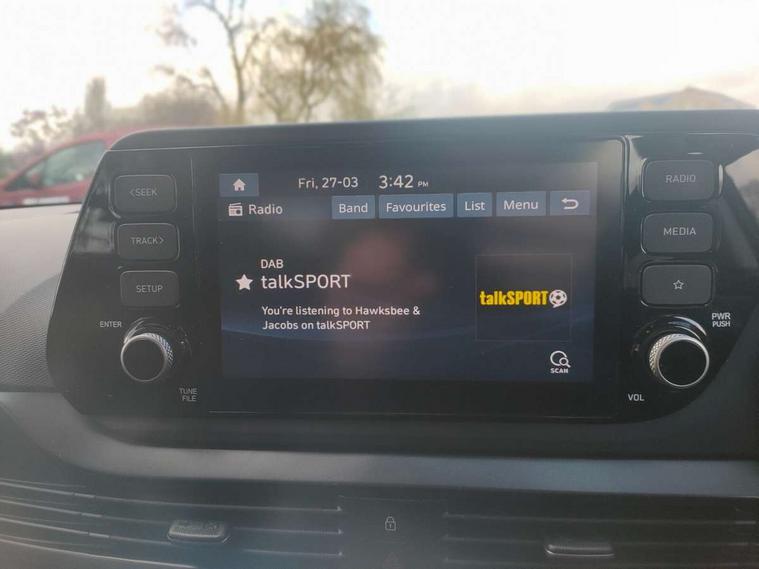 <SEEK
TRACK>
SETUP
ENTER
TUNE
FILE
Fri, 27-03 3:42 PM
Radio Band Favourites List Menu
DAB
talkSPORT
You're listening to Hawksbee &
Jacobs on talkSPORT
talkSPORT
SCAN
RADIO
MEDIA
PWR
PUSH
VOL